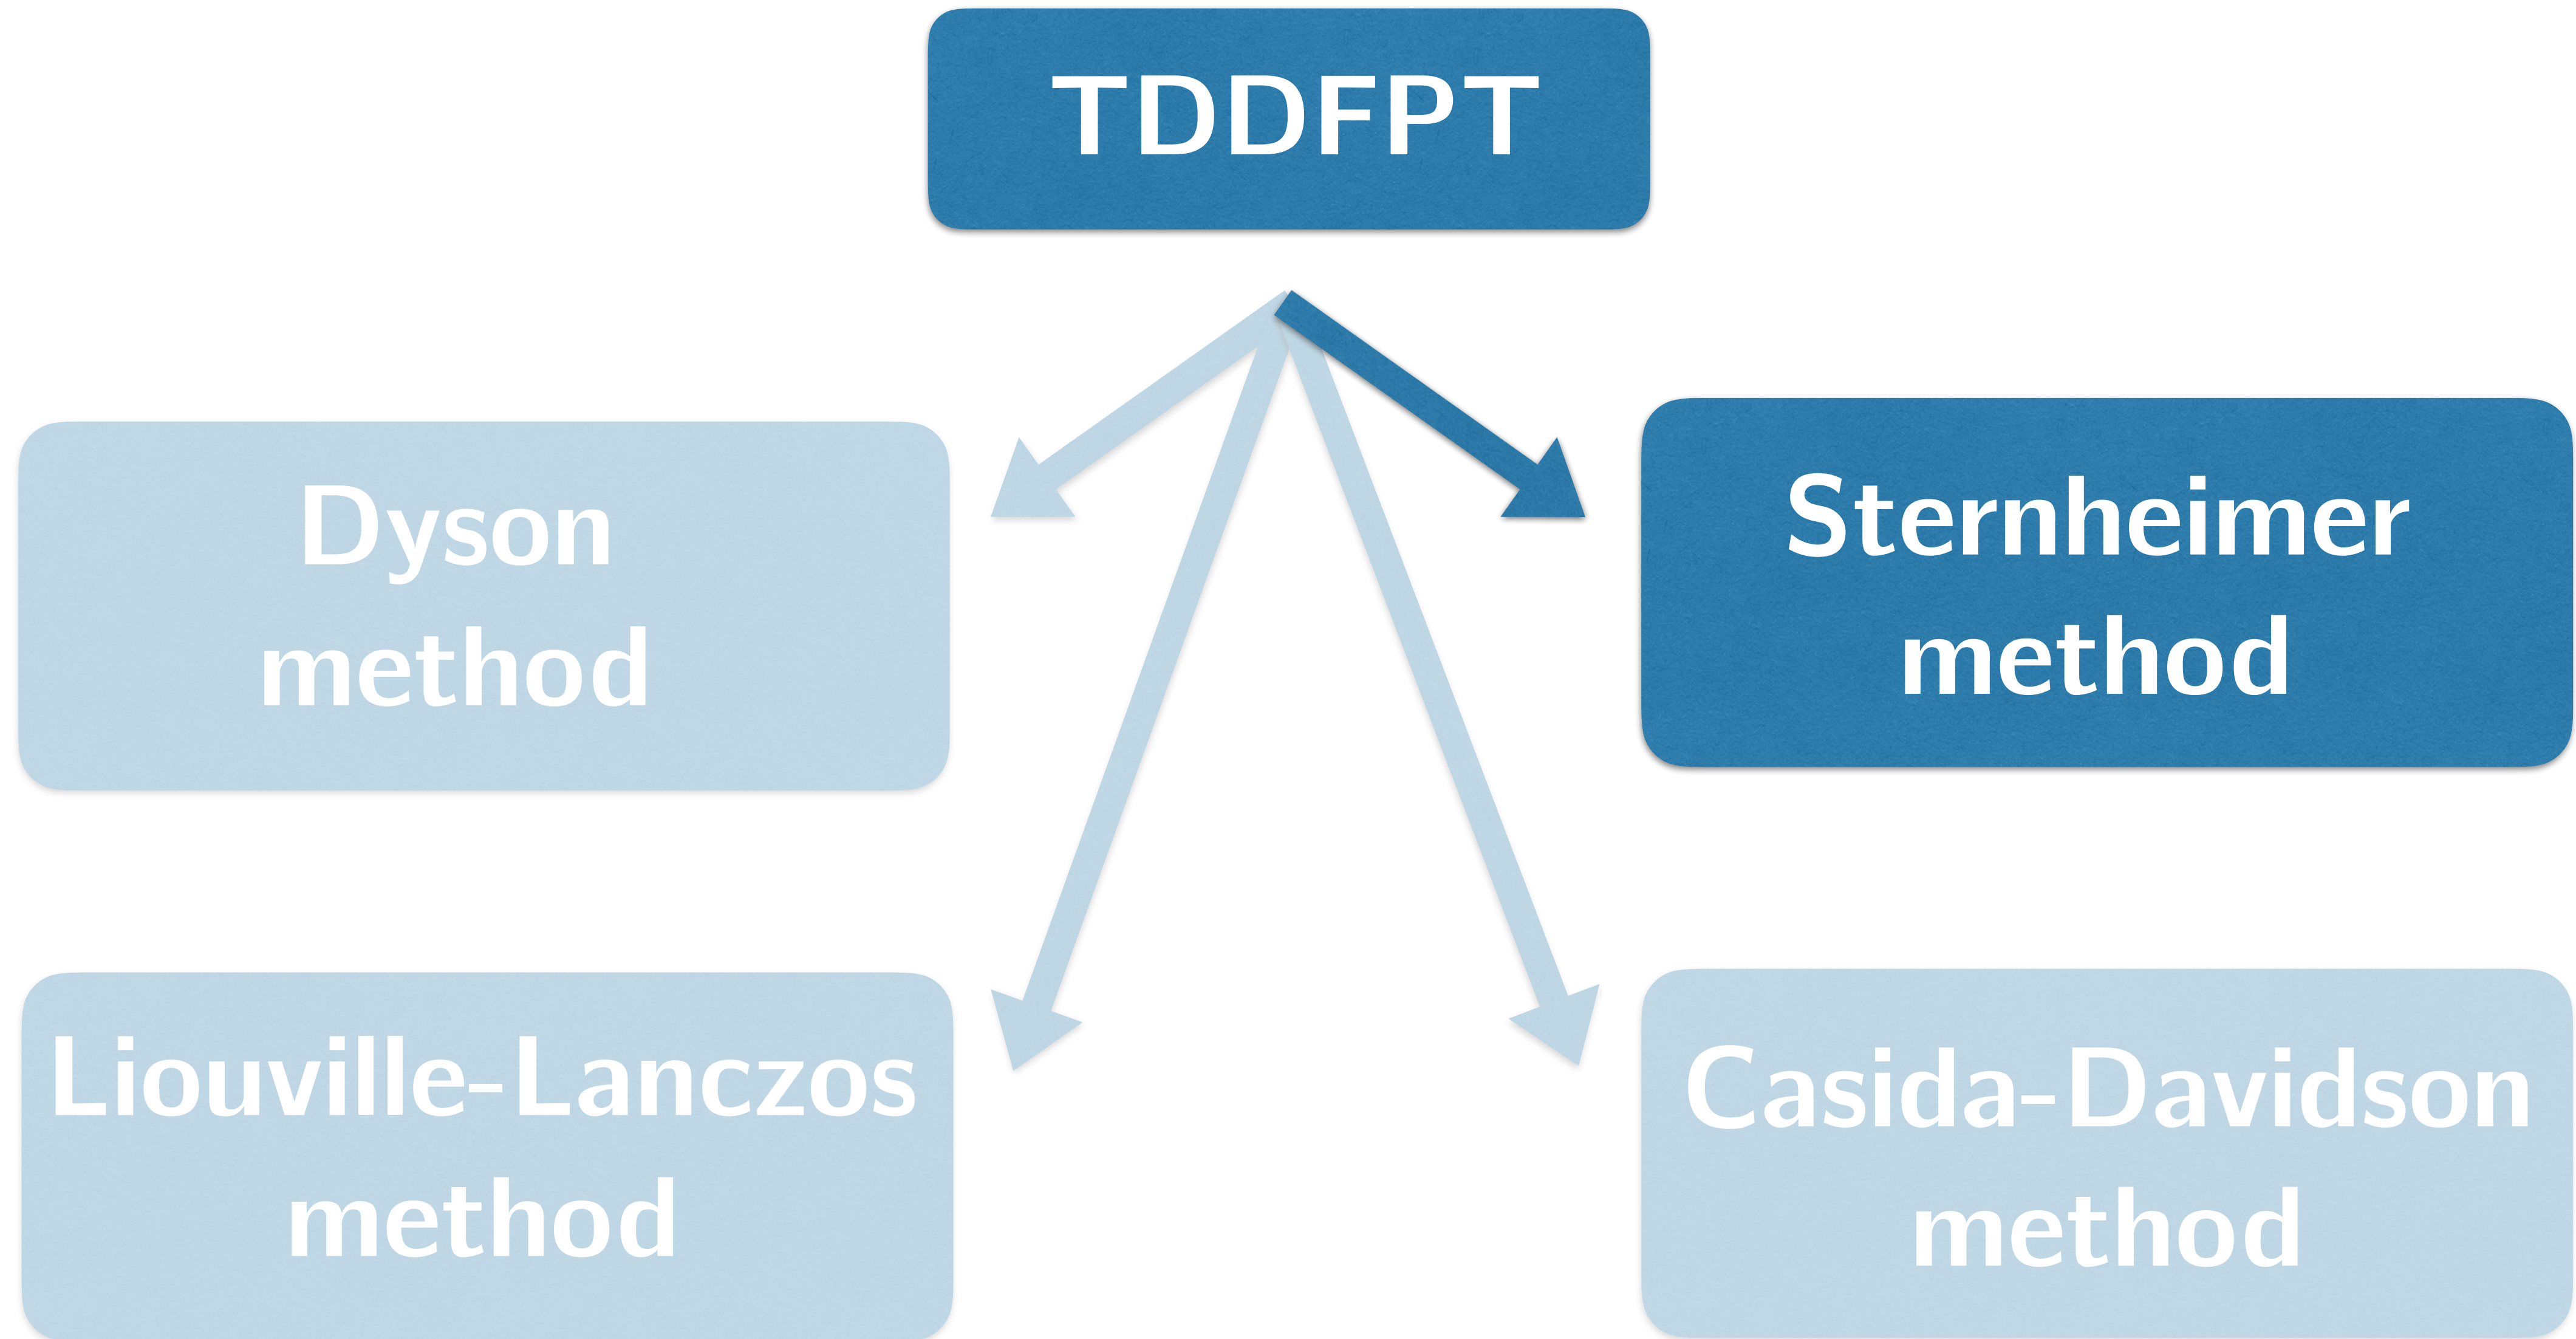 TDDFPT
Dyson
method
Sternheimer
method
Liouville-Lanczos
method
Casida-Davidson
method